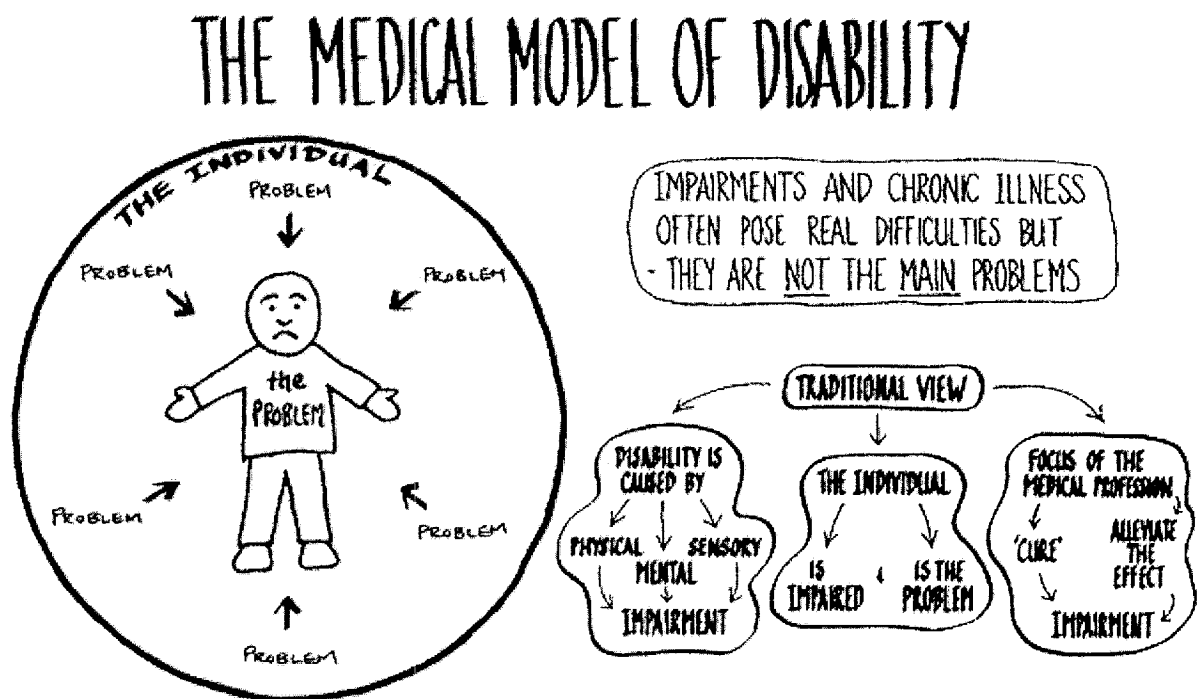 THE MEDICAL MODEL OF DISABILITY
THE INDIVIDUAL
PROBLEM
PROBLEM
PROBLEM
the
PROBLEM
PROBLEM
PROBLEM
PROBLEM
IMPAIRMENTS AND CHRONIC ILLNESS
OFTEN POSE REAL DIFFICULTIES BUT
- THEY ARE NOT THE MAIN PROBLEMS
TRADITIONAL VIEW
DISABILITY IS
CAUSED BY
PHYSICAL SENSORY
MENTAL
IMPAIRMENT
THE INDIVIDUAL
IS
IMPAIRED
IS THE
PROBLEM
FOCUS OF THE
MEDICAL PROFESSION
'CURE'
ALLEVIATE
THE
EFFECT
IMPAIRMENT